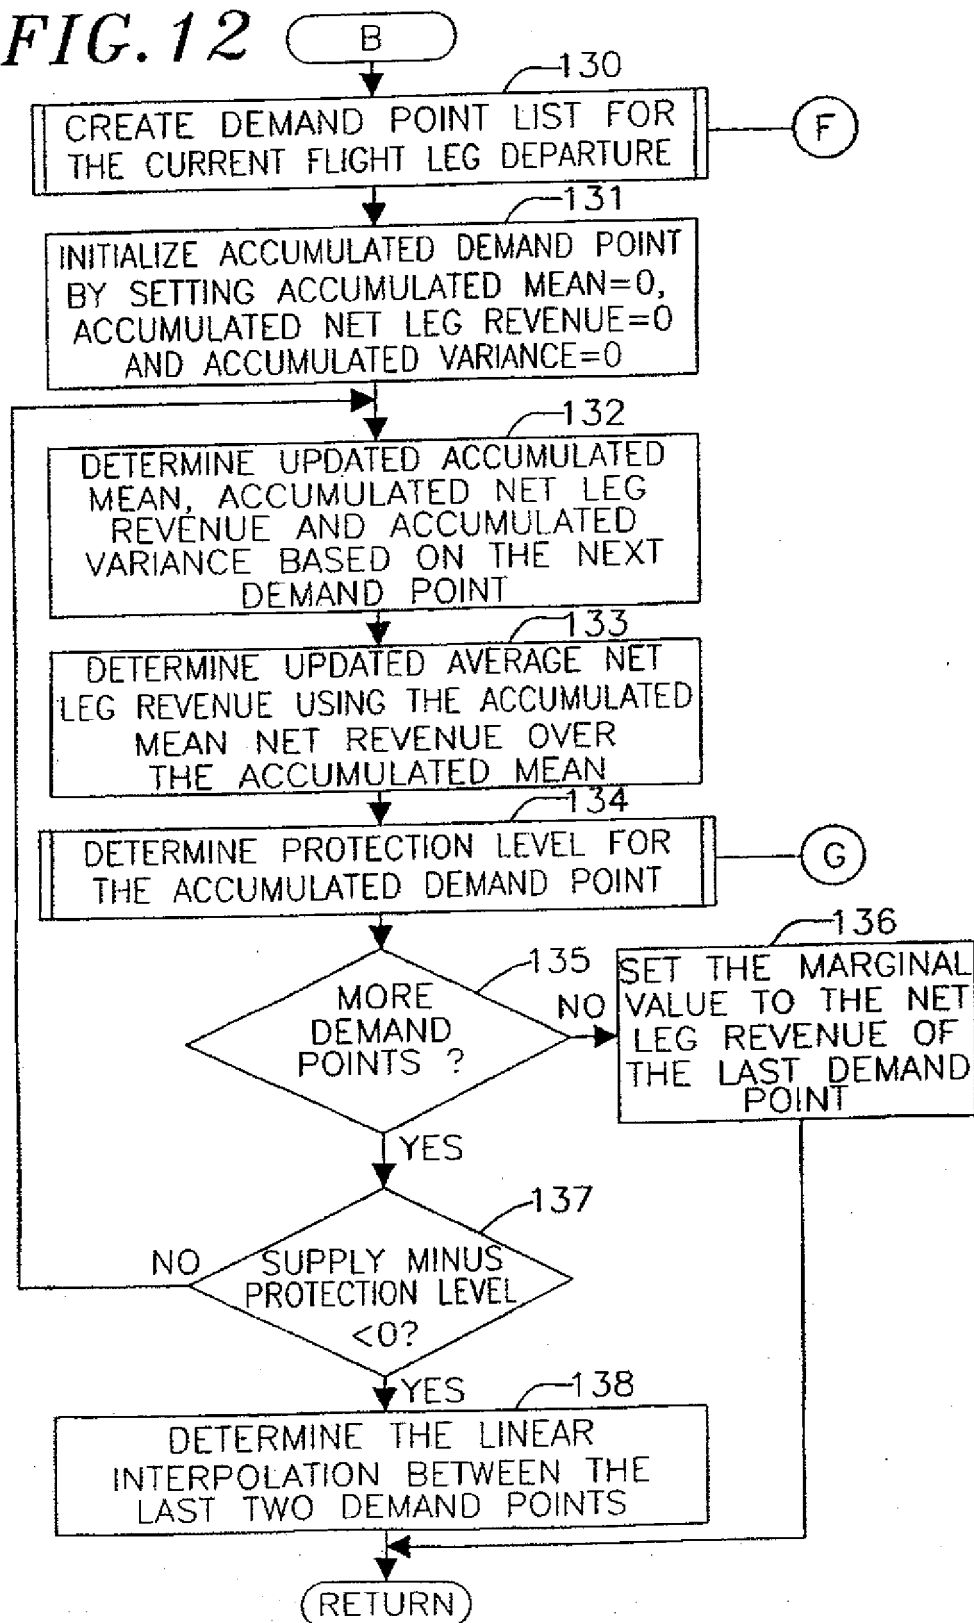 FIG.12
B
130
CREATE DEMAND POINT LIST FOR
THE CURRENT FLIGHT LEG DEPARTURE
F
131
INITIALIZE ACCUMULATED DEMAND POINT
BY SETTING ACCUMULATED MEAN=0,
ACCUMULATED NET LEG REVENUE=0
AND ACCUMULATED VARIANCE=0
132
DETERMINE UPDATED ACCUMULATED
MEAN, ACCUMULATED NET LEG
REVENUE AND ACCUMULATED
VARIANCE BASED ON THE NEXT
DEMAND POINT
133
DETERMINE UPDATED AVERAGE NET
LEG REVENUE USING THE ACCUMULATED
MEAN NET REVENUE OVER
THE ACCUMULATED MEAN
134
DETERMINE PROTECTION LEVEL FOR
THE ACCUMULATED DEMAND POINT
G
135
MORE
DEMAND
POINTS ?
NO
136
SET THE MARGINAL
VALUE TO THE NET
LEG REVENUE OF
THE LAST DEMAND
POINT
YES
137
NO
SUPPLY MINUS
PROTECTION LEVEL
<0?
YES
138
DETERMINE THE LINEAR
INTERPOLATION BETWEEN THE
LAST TWO DEMAND POINTS
RETURN